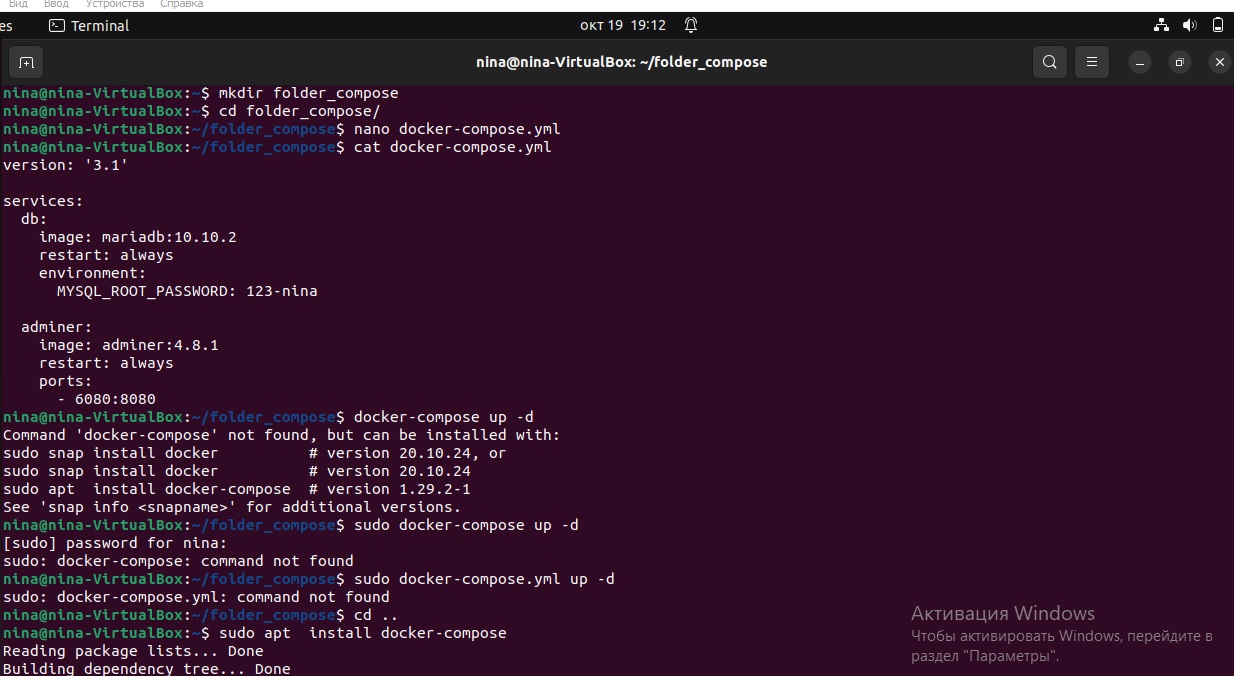 Вид Ввод Устройства Справка
es Terminal окт 19 19:12
nina@nina-VirtualBox: ~/folder_compose
nina@nina-VirtualBox:~$ mkdir folder_compose
nina@nina-VirtualBox:~$ cd folder_compose/
nina@nina-VirtualBox:~/folder_compose$ nano docker-compose.yml
nina@nina-VirtualBox:~/folder_compose$ cat docker-compose.yml
version: '3.1'

services:
  db:
    image: mariadb:10.10.2
    restart: always
    environment:
      MYSQL_ROOT_PASSWORD: 123-nina

  adminer:
    image: adminer:4.8.1
    restart: always
    ports:
      - 6080:8080
nina@nina-VirtualBox:~/folder_compose$ docker-compose up -d
Command 'docker-compose' not found, but can be installed with:
sudo snap install docker          # version 20.10.24, or
sudo snap install docker          # version 20.10.24
sudo apt  install docker-compose  # version 1.29.2-1
See 'snap info <snapname>' for additional versions.
nina@nina-VirtualBox:~/folder_compose$ sudo docker-compose up -d
[sudo] password for nina:
sudo: docker-compose: command not found
nina@nina-VirtualBox:~/folder_compose$ sudo docker-compose.yml up -d
sudo: docker-compose.yml: command not found
nina@nina-VirtualBox:~/folder_compose$ cd ..
nina@nina-VirtualBox:~$ sudo apt  install docker-compose
Reading package lists... Done
Building dependency tree... Done
Активация Windows
Чтобы активировать Windows, перейдите в
раздел "Параметры".